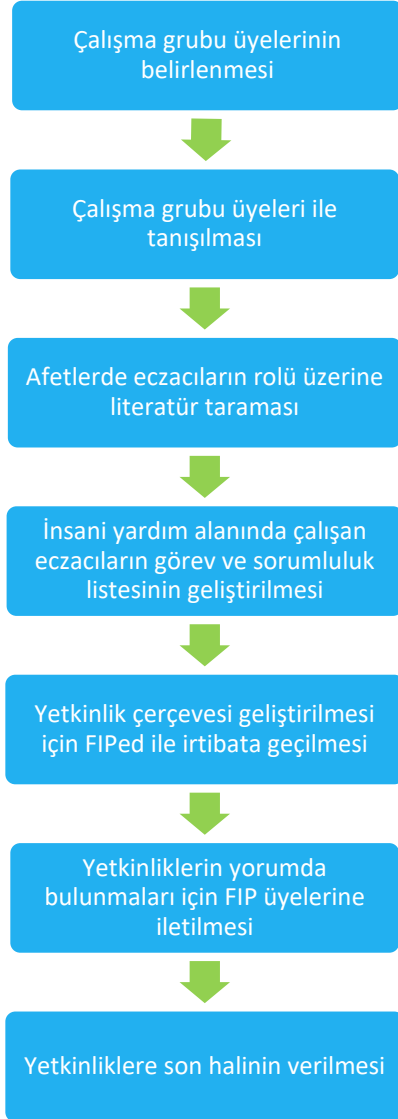 Çalışma grubu üyelerinin
belirlenmesi
Çalışma grubu üyeleri ile
tanışılması
Afetlerde eczacıların rolü üzerine
literatür taraması
İnsani yardım alanında çalışan
eczacıların görev ve sorumluluk
listesinin geliştirilmesi
Yetkinlik çerçevesi geliştirilmesi
için FIPed ile irtibata geçilmesi
Yetkinliklerin yorumda
bulunmaları için FIP üyelerine
iletilmesi
Yetkinliklere son halinin verilmesi